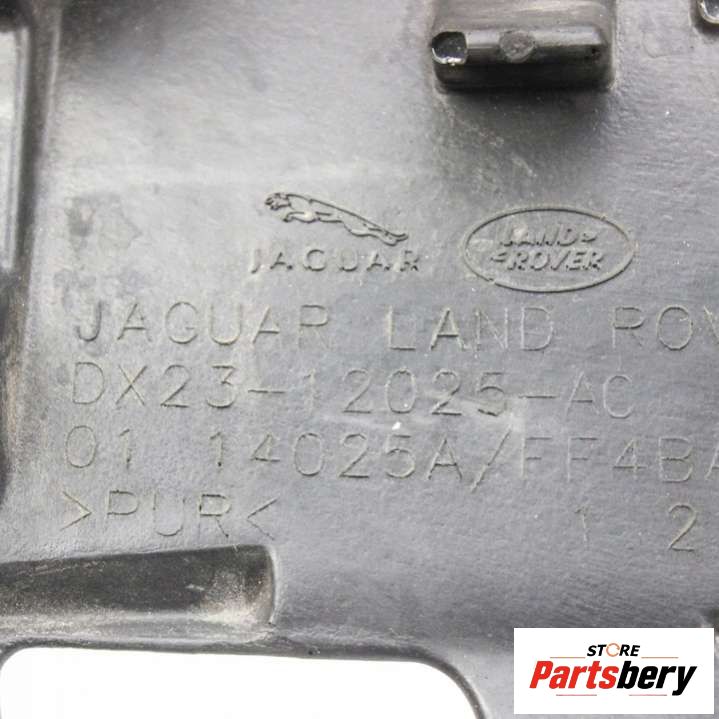 JAGUAR
LAND-
ROVER
JAGUAR LAND ROV
DX23-12025-AC
01 14025A/FF4BA
>PUR< 1 2
STORE
Partsbery